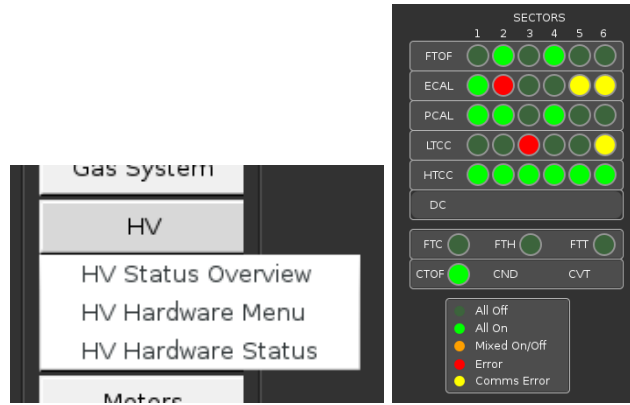 Gas System
HV
HV Status Overview
HV Hardware Menu
HV Hardware Status
Motors
SECTORS
1 2 3 4 5 6
FTOF
ECAL
PCAL
LTCC
HTCC
DC
FTC FTH FTT
CTOF CND CVT
All Off
All On
Mixed On/Off
Error
Comms Error